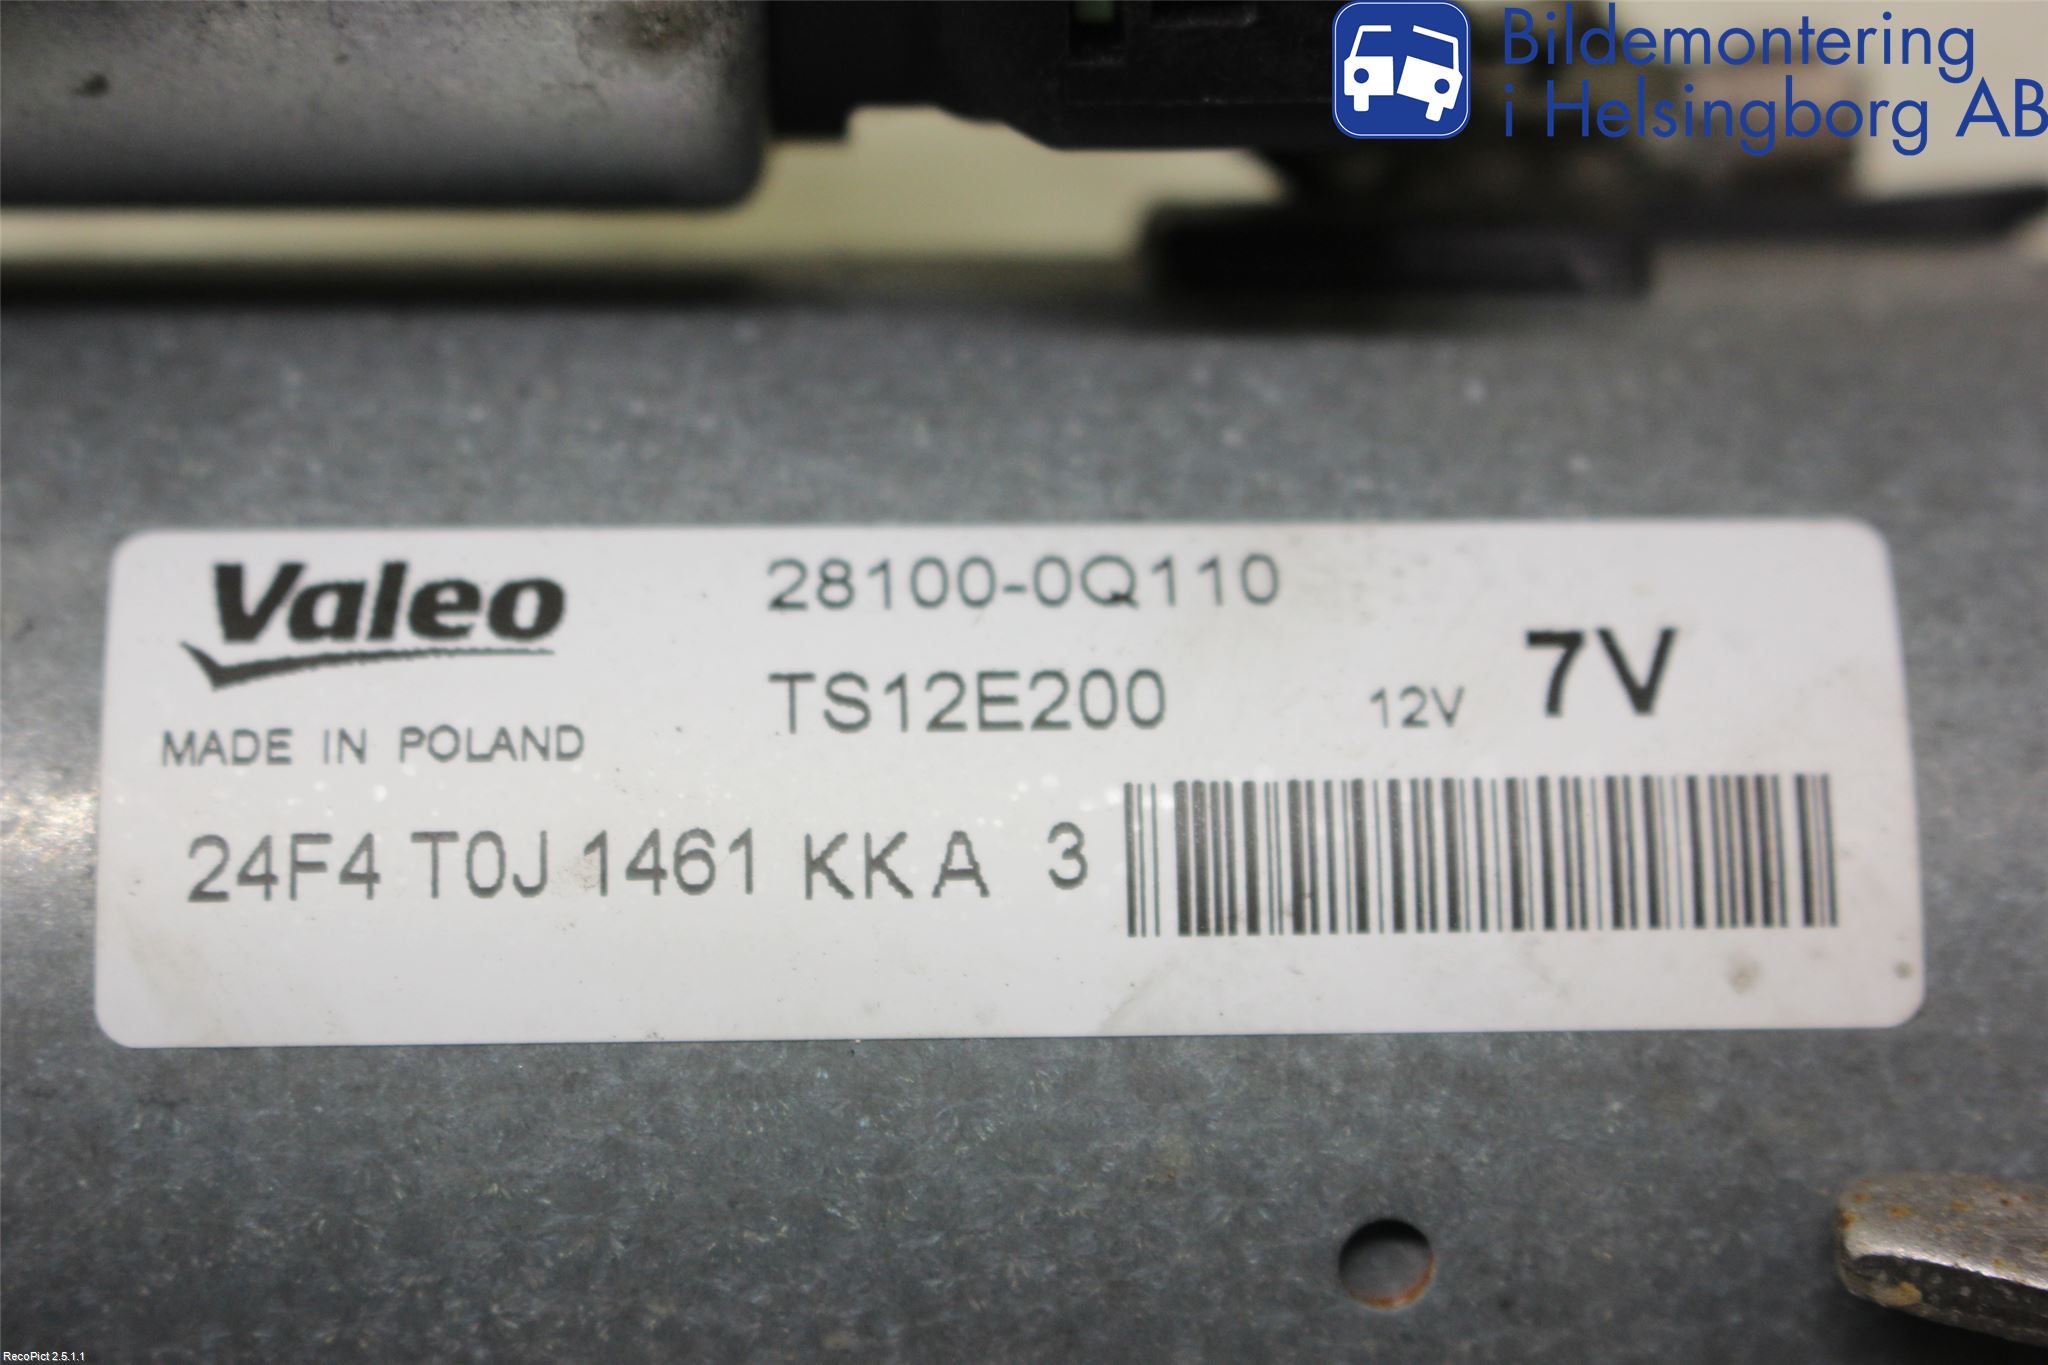 Bildemontering
i Helsingborg AB
Valeo
28100-0Q110
TS12E200
12V 7V
MADE IN POLAND
24F4 T0J 1461 KKA 3
RecoPict 2.5.1.1